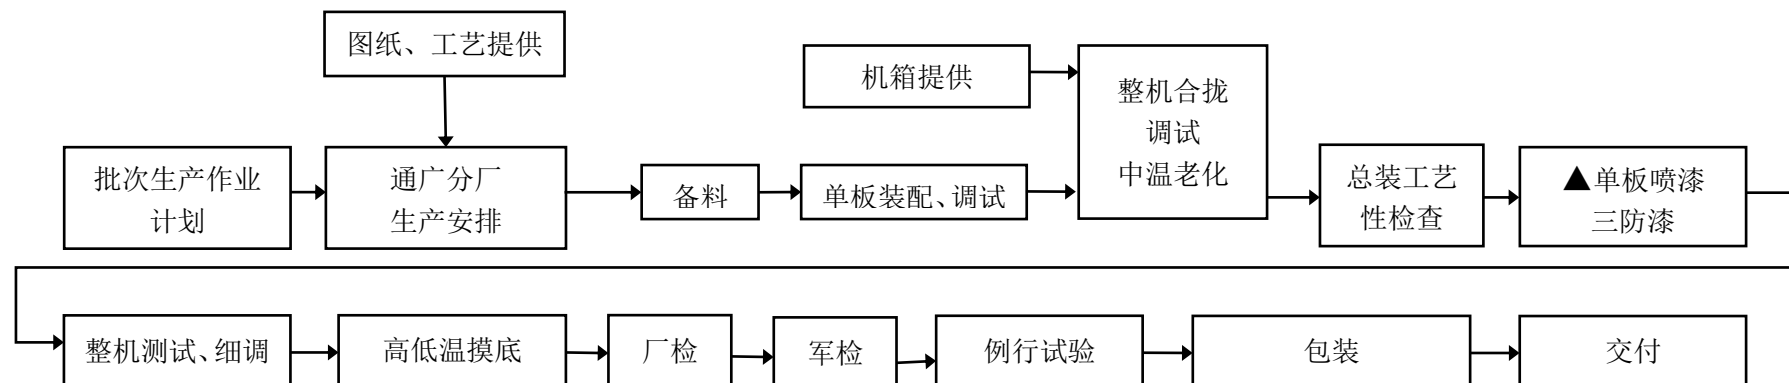 图纸、工艺提供
机箱提供
整机合拢
调试
中温老化
批次生产作业
计划
通广分厂
生产安排
备料
单板装配、调试
总装工艺
性检查
▲单板喷漆
三防漆
整机测试、细调
高低温摸底
厂检
军检
例行试验
包装
交付